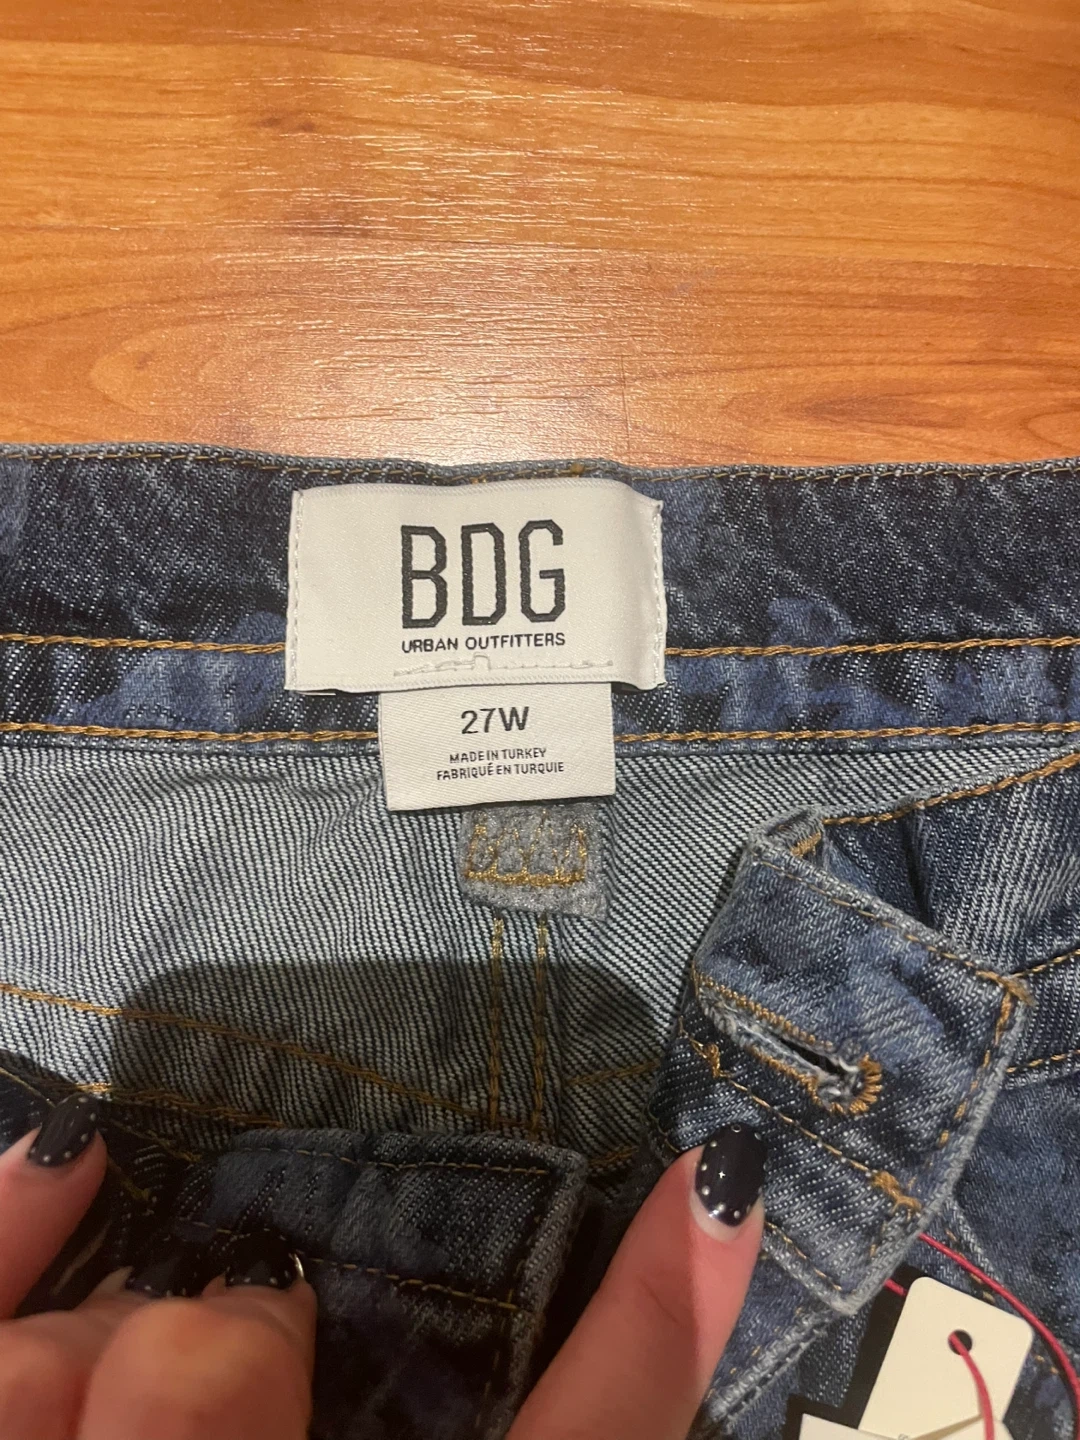 BDG
URBAN OUTFITTERS
27W
MADE IN TURKEY
FABRIQUÉ EN TURQUIE